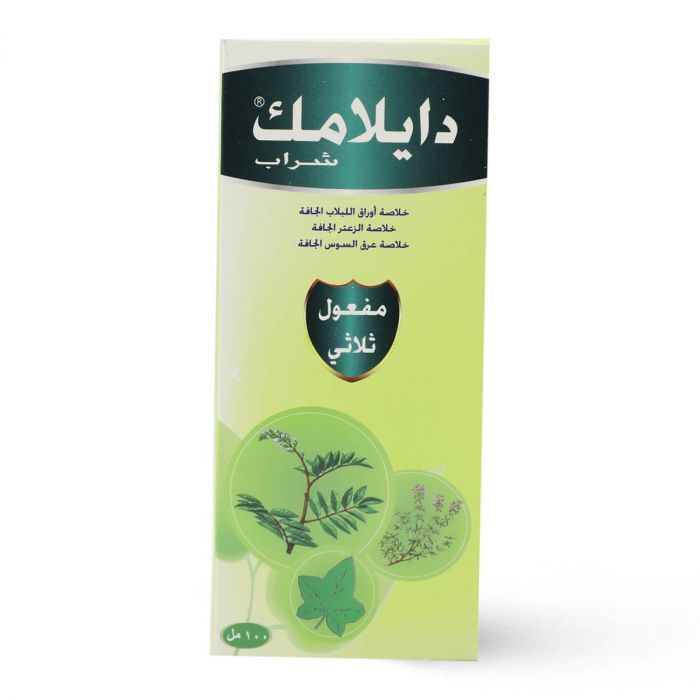 دايلامك®
شراب
خلاصة أوراق اللبلاب الجافة
خلاصة الزعتر الجافة
خلاصة عرق السوس الجافة
مفعول
ثلاثي
١٠٠ مل